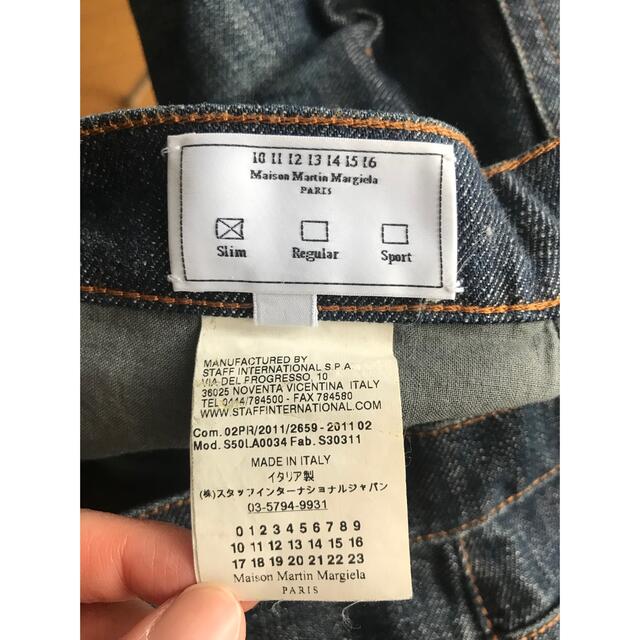 10 11 12 13 14 15 16
Maison Martin Margiela
PARIS
Slim Regular Sport
MANUFACTURED BY
STAFF INTERNATIONAL S.P.A
VIA DEL PROGRESSO, 10
36025 NOVENTA VICENTINA ITALY
TEL 0444/784500 - FAX 784580
WWW.STAFFINTERNATIONAL.COM
Com. 02PR/2011/2659 - 2011 02
Mod. S50LA0034 Fab. S30311
MADE IN ITALY
イタリア製
(株)スタッフインターナショナルジャパン
03-5794-9931
0 1 2 3 4 5 6 7 8 9
10 11 12 13 14 15 16
17 18 19 20 21 22 23
Maison Martin Margiela
PARIS